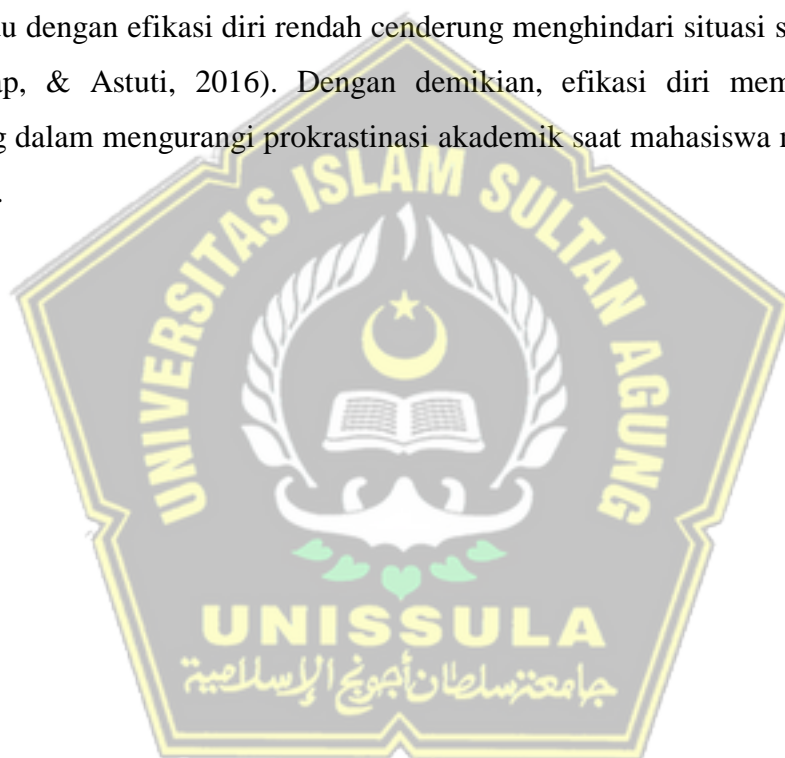 u dengan efikasi diri rendah cenderung menghindari situasi s
p, & Astuti, 2016). Dengan demikian, efikasi diri mem
g dalam mengurangi prokrastinasi akademik saat mahasiswa
.
UNIVERSITAS ISLAM SULTAN AGUNG
UNISSULA
جامعة سلطان أجونج الإسلامية